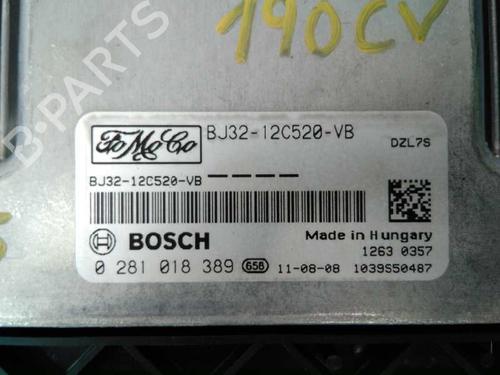 190CV
FoMoCo
BJ32-12C520-VB
DZL7S
BJ32-12C520-VB ————
BOSCH
Made in Hungary
1263 0357
0 281 018 389 658 11-08-08 1039S50487
B-PARTS